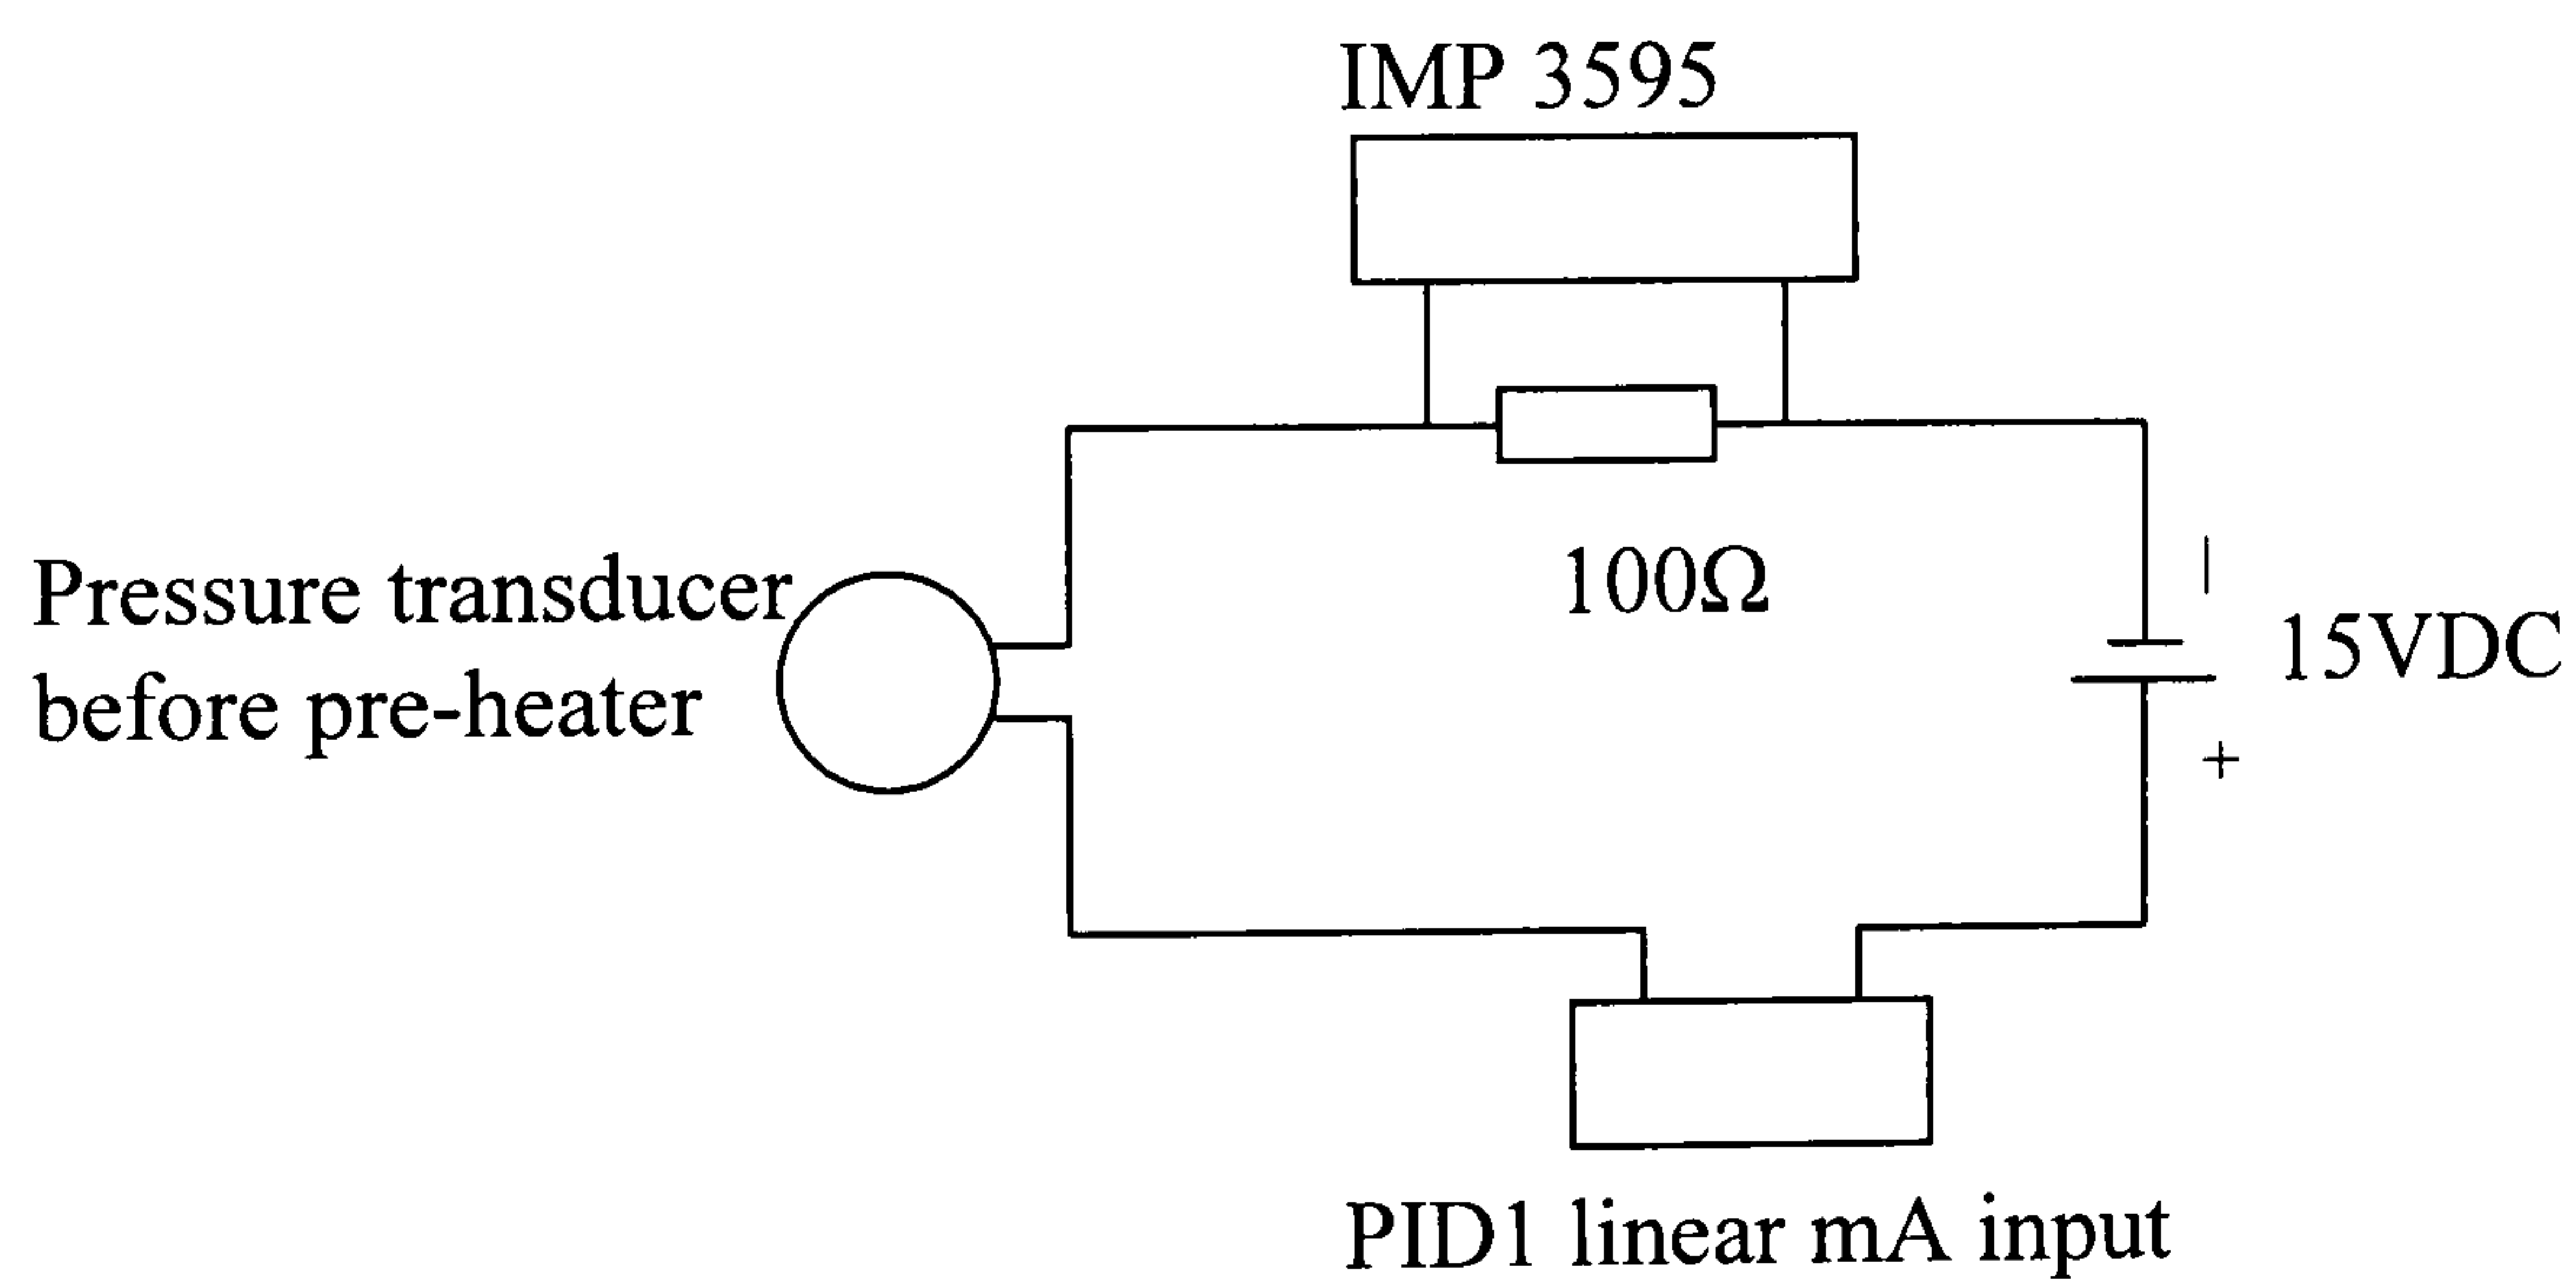 IMP 3595
100Ω
Pressure transducer
before pre-heater
−
15VDC
+
PID1 linear mA input